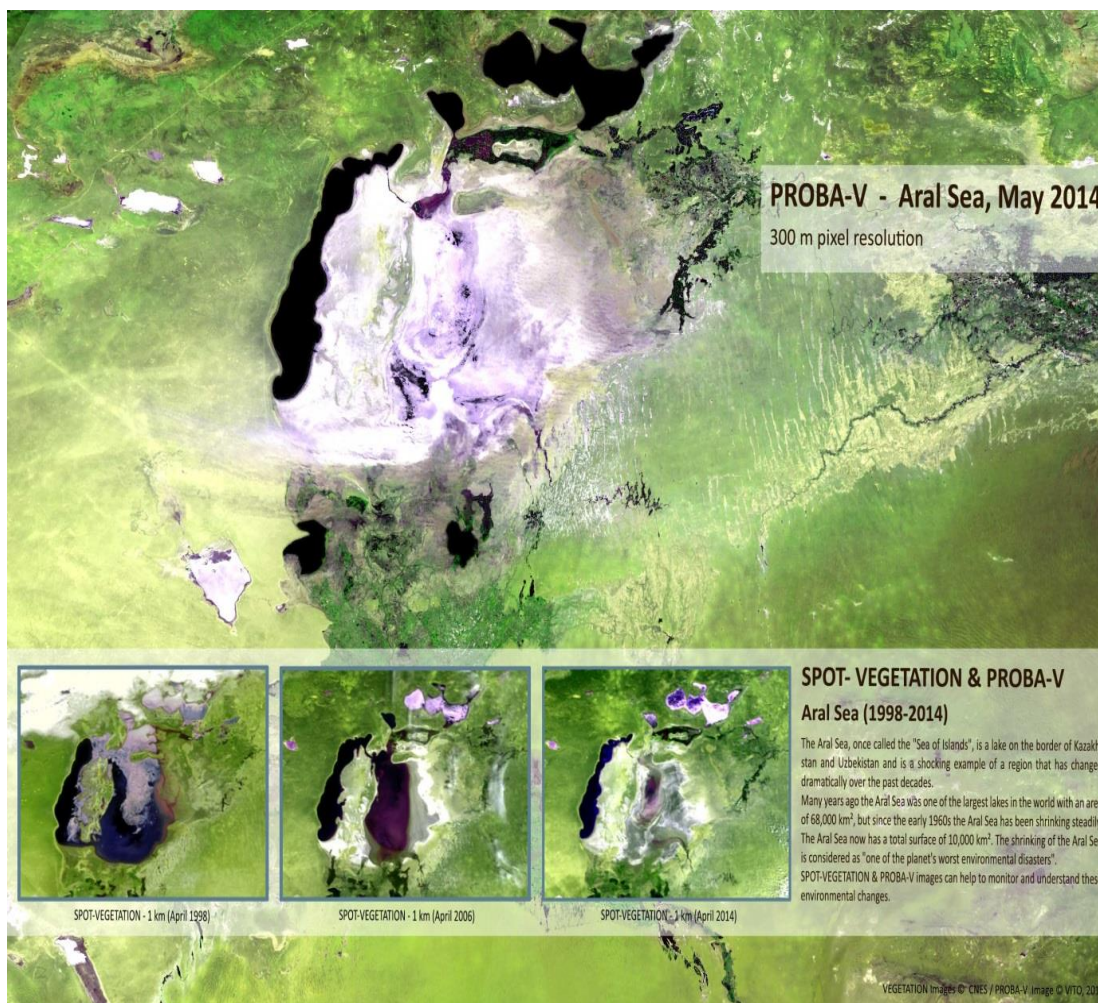 PROBA-V - Aral Sea, May 2014
300 m pixel resolution
SPOT- VEGETATION & PROBA-V
Aral Sea (1998-2014)
The Aral Sea, once called the "Sea of Islands", is a lake on the border of Kazakh-
stan and Uzbekistan and is a shocking example of a region that has change
dramatically over the past decades.
Many years ago the Aral Sea was one of the largest lakes in the world with an are
of 68,000 km², but since the early 1960s the Aral Sea has been shrinking steadil
The Aral Sea now has a total surface of 10,000 km². The shrinking of the Aral Se
is considered as "one of the planet's worst environmental disasters".
SPOT-VEGETATION & PROBA-V images can help to monitor and understand thes
environmental changes.
SPOT-VEGETATION - 1 km (April 1998)
SPOT-VEGETATION - 1 km (April 2006)
SPOT-VEGETATION - 1 km (April 2014)
VEGETATION images © CNES / PROBA-V image © VITO, 201